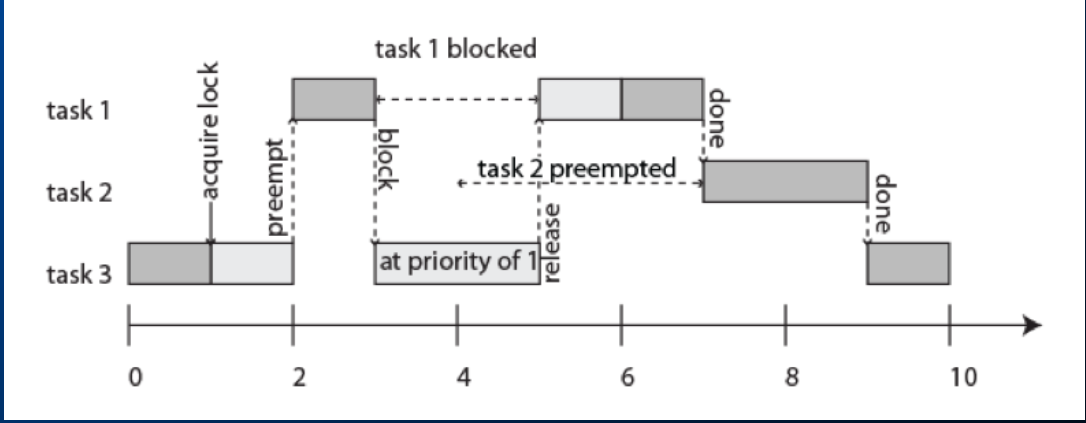 task 1 blocked
task 1
acquire lock
preempt
block
done
task 2
task 2 preempted
done
task 3
at priority of 1
release
0 2 4 6 8 10